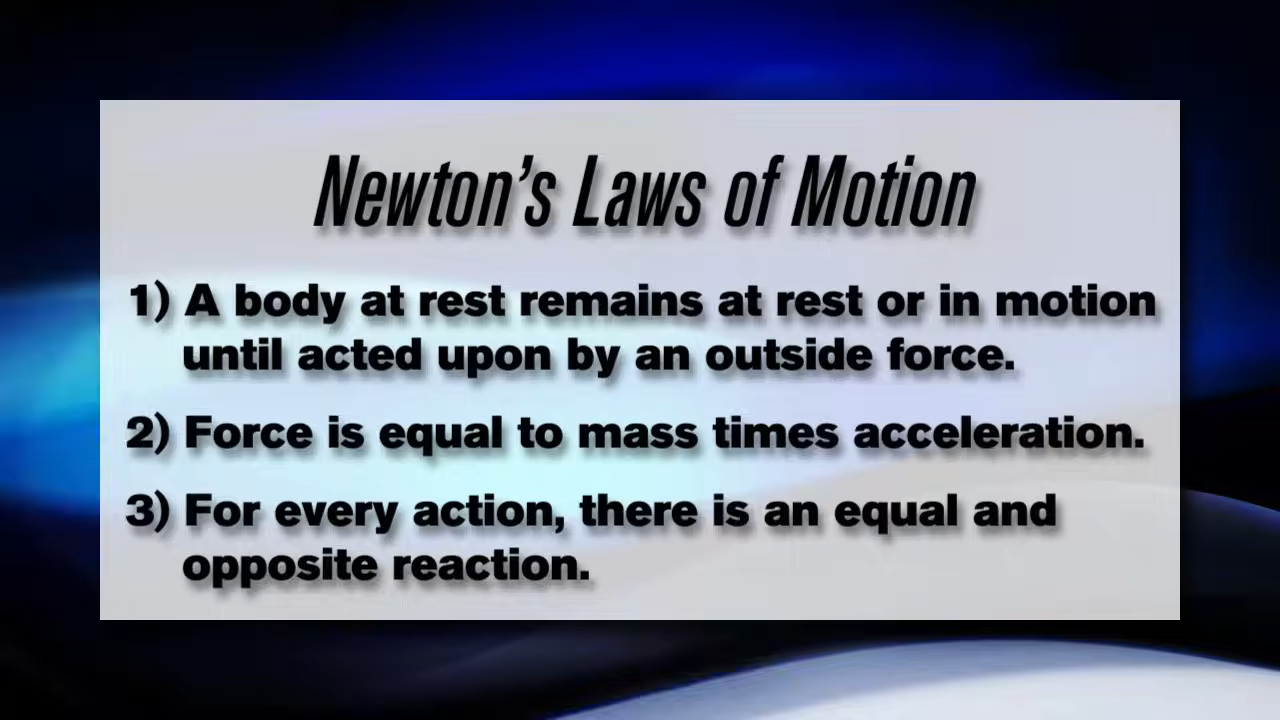 Newton’s Laws of Motion
1) A body at rest remains at rest or in motion
until acted upon by an outside force.
2) Force is equal to mass times acceleration.
3) For every action, there is an equal and
opposite reaction.